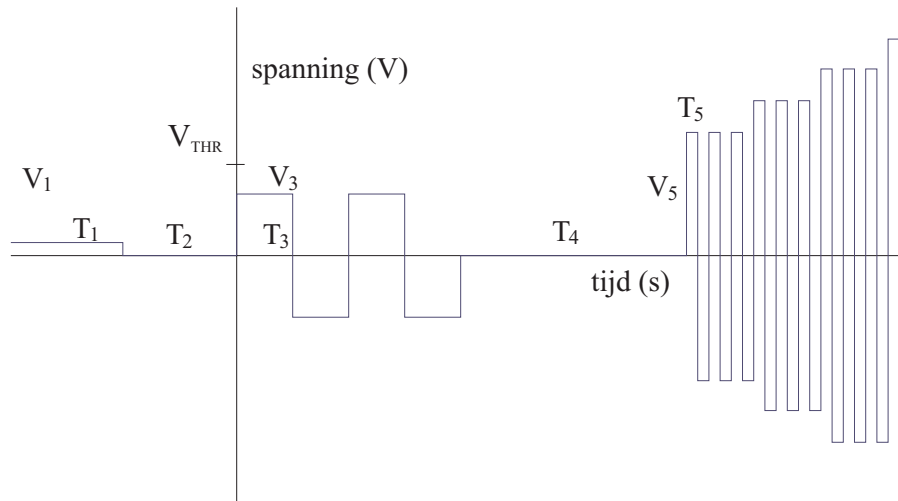 spanning (V)
V_THR
V₁
V₃
T₅
V₅
T₁
T₂
T₃
T₄
tijd (s)